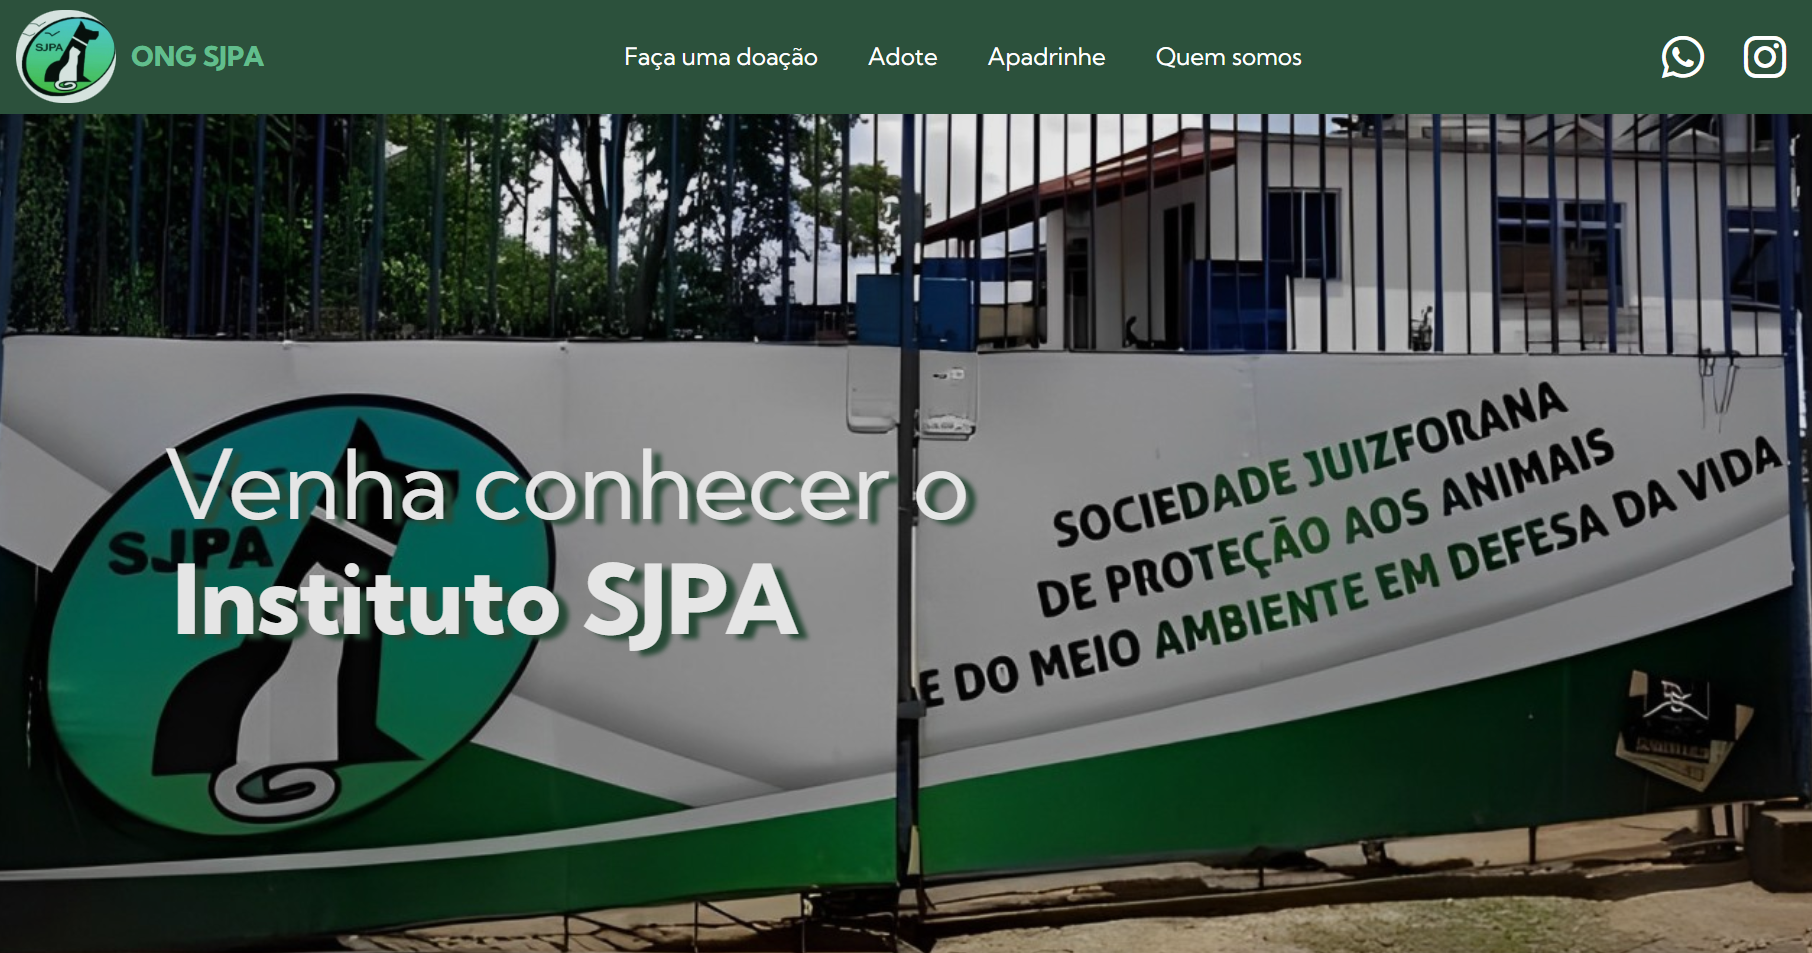 SJPA
ONG SJPA
Faça uma doação
Adote
Apadrinhe
Quem somos
Venha conhecer o
Instituto SJPA
SJPA
SOCIEDADE JUIZFORANA
DE PROTEÇÃO AOS ANIMAIS
E DO MEIO AMBIENTE EM DEFESA DA VIDA